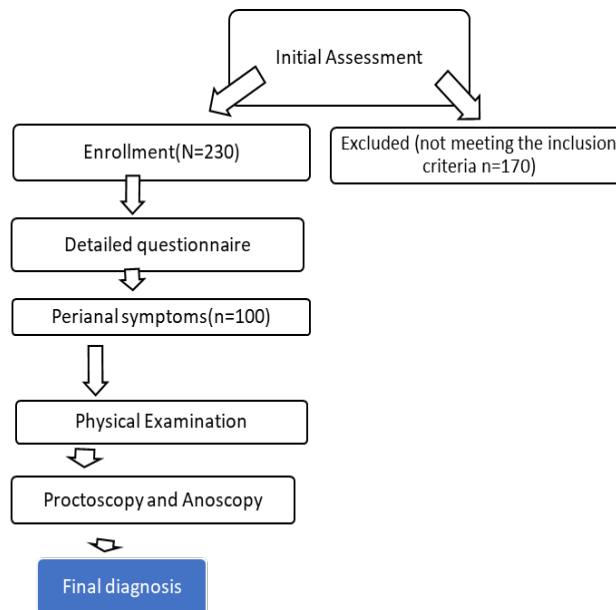 Initial Assessment
Enrollment(N=230)
Excluded (not meeting the inclusion
criteria n=170)
Detailed questionnaire
Perianal symptoms(n=100)
Physical Examination
Proctoscopy and Anoscopy
Final diagnosis